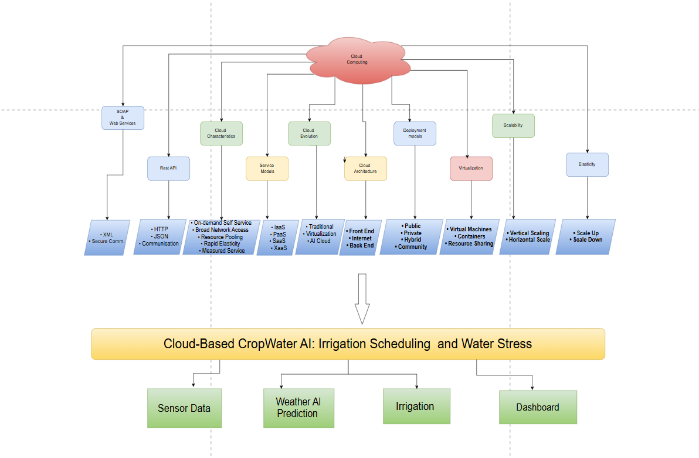 Cloud
Computing
SOAP
&
Web Services
Cloud
Characteristics
Cloud
Evolution
Deployment
models
Scalability
Rest API
Service
Models
Cloud
Architecture
Virtualization
Elasticity
• XML
• Secure Comm.
• HTTP
• JSON
• Communication
• On-demand Self Service
• Broad Network Access
• Resource Pooling
• Rapid Elasticity
• Measured Service
• IaaS
• PaaS
• SaaS
• XaaS
• Traditional
• Virtualization
• AI Cloud
• Front End
• Internet
• Back End
• Public
• Private
• Hybrid
• Community
• Virtual Machines
• Containers
• Resource Sharing
• Vertical Scaling
• Horizontal Scale
• Scale Up
• Scale Down
Cloud-Based CropWater AI: Irrigation Scheduling and Water Stress
Sensor Data
Weather AI
Prediction
Irrigation
Dashboard